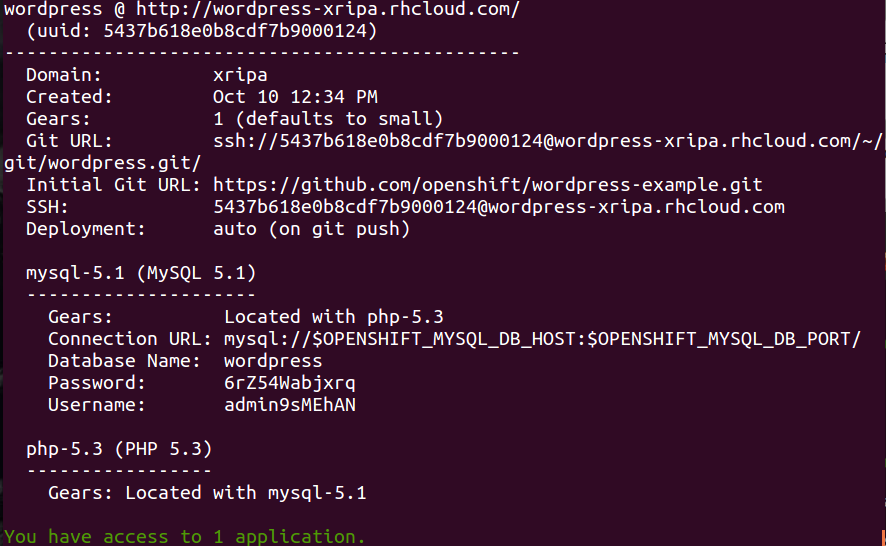 wordpress @ http://wordpress-xripa.rhcloud.com/
(uuid: 5437b618e0b8cdf7b9000124)
-----------------------------------------------
Domain: xripa
Created: Oct 10 12:34 PM
Gears: 1 (defaults to small)
Git URL: ssh://5437b618e0b8cdf7b9000124@wordpress-xripa.rhcloud.com/~/
git/wordpress.git/
Initial Git URL: https://github.com/openshift/wordpress-example.git
SSH: 5437b618e0b8cdf7b9000124@wordpress-xripa.rhcloud.com
Deployment: auto (on git push)
mysql-5.1 (MySQL 5.1)
---------------------
Gears: Located with php-5.3
Connection URL: mysql://$OPENSHIFT_MYSQL_DB_HOST:$OPENSHIFT_MYSQL_DB_PORT/
Database Name: wordpress
Password: 6rZ54Wabjxrq
Username: admin9sMEhAN
php-5.3 (PHP 5.3)
-----------------
Gears: Located with mysql-5.1
You have access to 1 application.